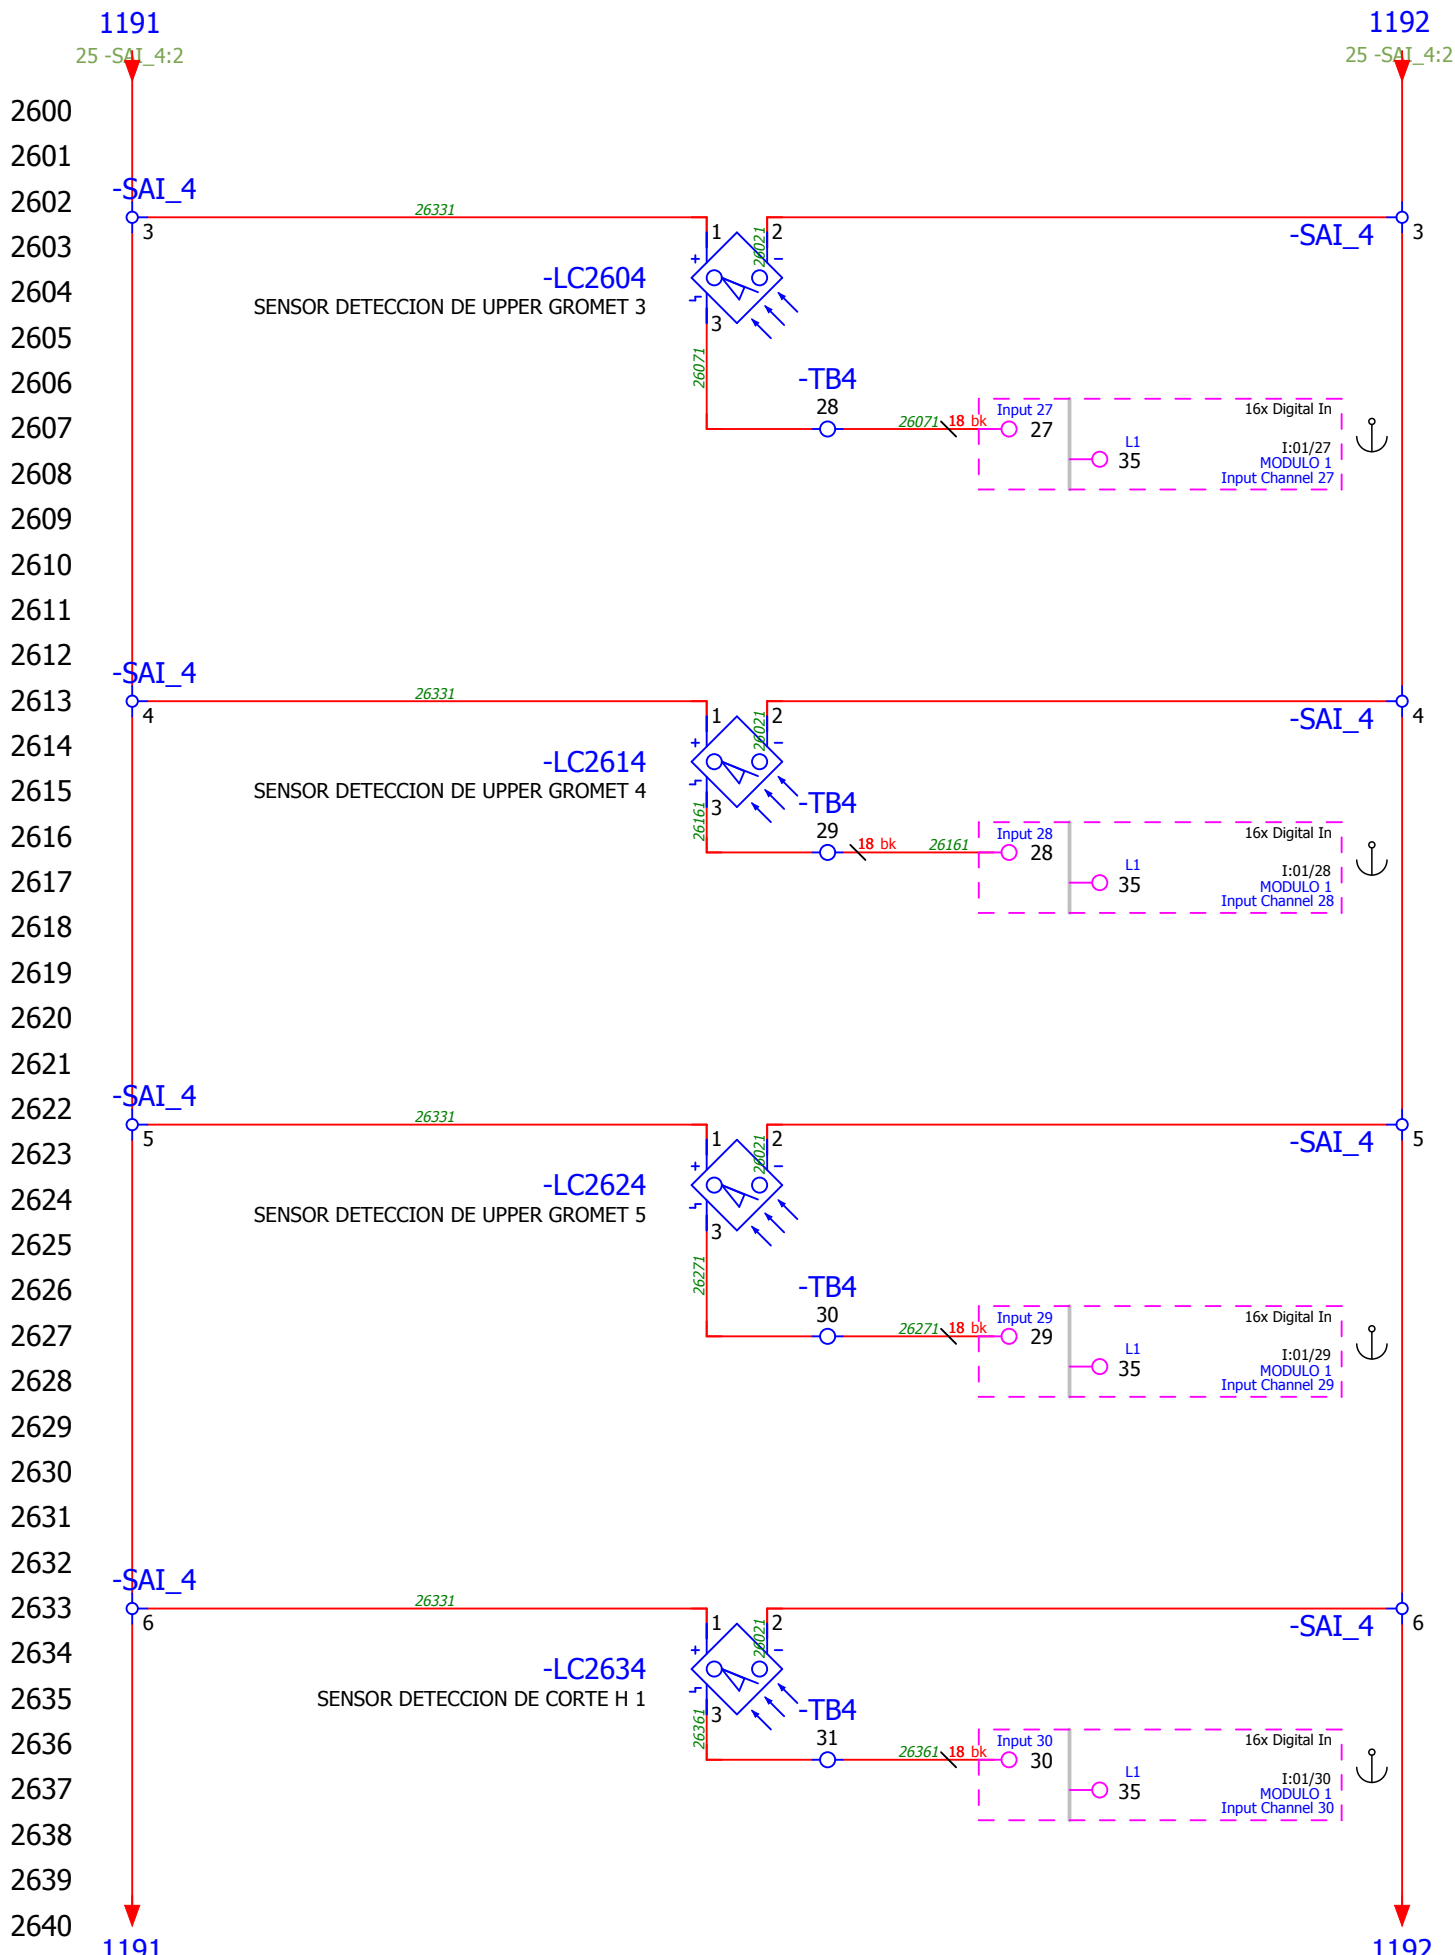 1191
1192
25 -SAI_4:2
25 -SAI_4:2
2600
2601
2602
2603
2604
2605
2606
2607
2608
2609
2610
2611
2612
2613
2614
2615
2616
2617
2618
2619
2620
2621
2622
2623
2624
2625
2626
2627
2628
2629
2630
2631
2632
2633
2634
2635
2636
2637
2638
2639
2640
-SAI_4
3
26331
1
2
26021
+
-
-SAI_4
3
-LC2604
SENSOR DETECCION DE UPPER GROMET 3
3
26071
-TB4
28
26071
18 bk
Input 27
27
L1
35
16x Digital In
I:01/27
MODULO 1
Input Channel 27
-SAI_4
4
26331
1
2
26021
+
-
-SAI_4
4
-LC2614
SENSOR DETECCION DE UPPER GROMET 4
3
26161
-TB4
29
18 bk
26161
Input 28
28
L1
35
16x Digital In
I:01/28
MODULO 1
Input Channel 28
-SAI_4
5
26331
1
2
26021
+
-
-SAI_4
5
-LC2624
SENSOR DETECCION DE UPPER GROMET 5
3
26271
-TB4
30
26271
18 bk
Input 29
29
L1
35
16x Digital In
I:01/29
MODULO 1
Input Channel 29
-SAI_4
6
26331
1
2
26021
+
-
-SAI_4
6
-LC2634
SENSOR DETECCION DE CORTE H 1
3
26361
-TB4
31
26361
18 bk
Input 30
30
L1
35
16x Digital In
I:01/30
MODULO 1
Input Channel 30
1191
1192